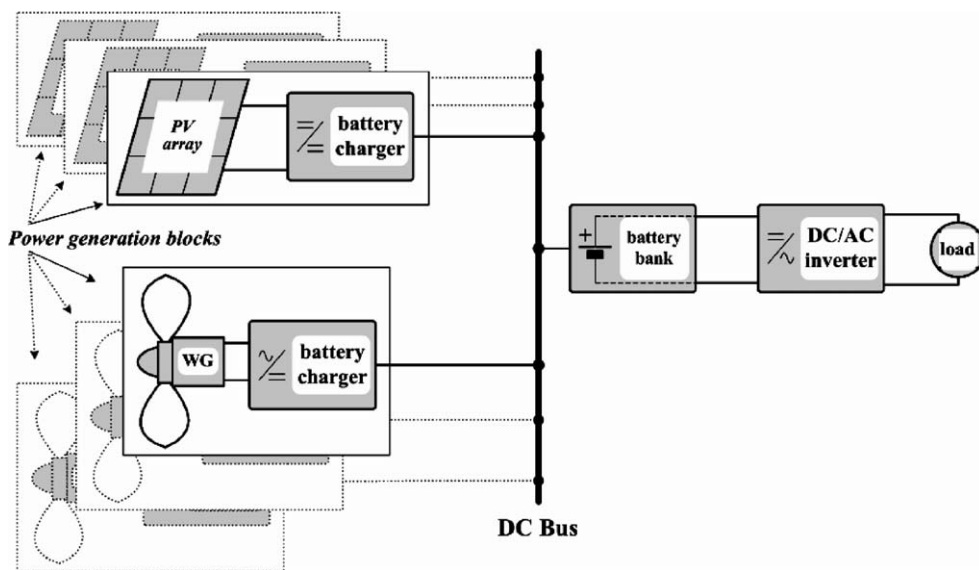 PV
array
battery
charger
Power generation blocks
+
battery
bank
DC/AC
inverter
load
WG
battery
charger
DC Bus